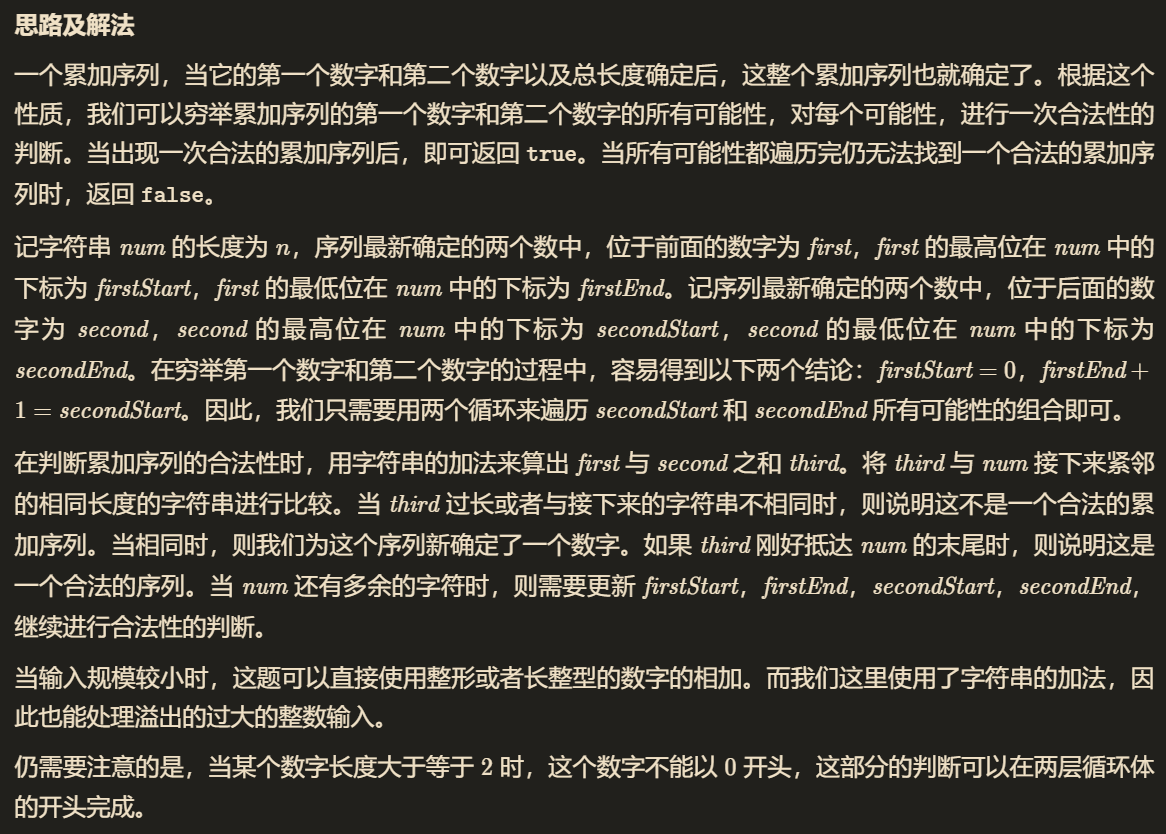 思路及解法
一个累加序列，当它的第一个数字和第二个数字以及总长度确定后，这整个累加序列也就确定了。根据这个
性质，我们可以穷举累加序列的第一个数字和第二个数字的所有可能性，对每个可能性，进行一次合法性的
判断。当出现一次合法的累加序列后，即可返回 true。当所有可能性都遍历完仍无法找到一个合法的累加序
列时，返回 false。
记字符串 num 的长度为 n，序列最新确定的两个数中，位于前面的数字为 first，first 的最高位在 num 中的
下标为 firstStart，first 的最低位在 num 中的下标为 firstEnd。记序列最新确定的两个数中，位于后面的数
字为 second，second 的最高位在 num 中的下标为 secondStart，second 的最低位在 num 中的下标为
secondEnd。在穷举第一个数字和第二个数字的过程中，容易得到以下两个结论：firstStart = 0，firstEnd +
1 = secondStart。因此，我们只需要用两个循环来遍历 secondStart 和 secondEnd 所有可能性的组合即可。
在判断累加序列的合法性时，用字符串的加法来算出 first 与 second 之和 third。将 third 与 num 接下来紧邻
的相同长度的字符串进行比较。当 third 过长或者与接下来的字符串不相同时，则说明这不是一个合法的累
加序列。当相同时，则我们为这个序列新确定了一个数字。如果 third 刚好抵达 num 的末尾时，则说明这是
一个合法的序列。当 num 还有多余的字符时，则需要更新 firstStart，firstEnd，secondStart，secondEnd，
继续进行合法性的判断。
当输入规模较小时，这题可以直接使用整形或者长整型的数字的相加。而我们这里使用了字符串的加法，因
此也能处理溢出的过大的整数输入。
仍需要注意的是，当某个数字长度大于等于 2 时，这个数字不能以 0 开头，这部分的判断可以在两层循环体
的开头完成。